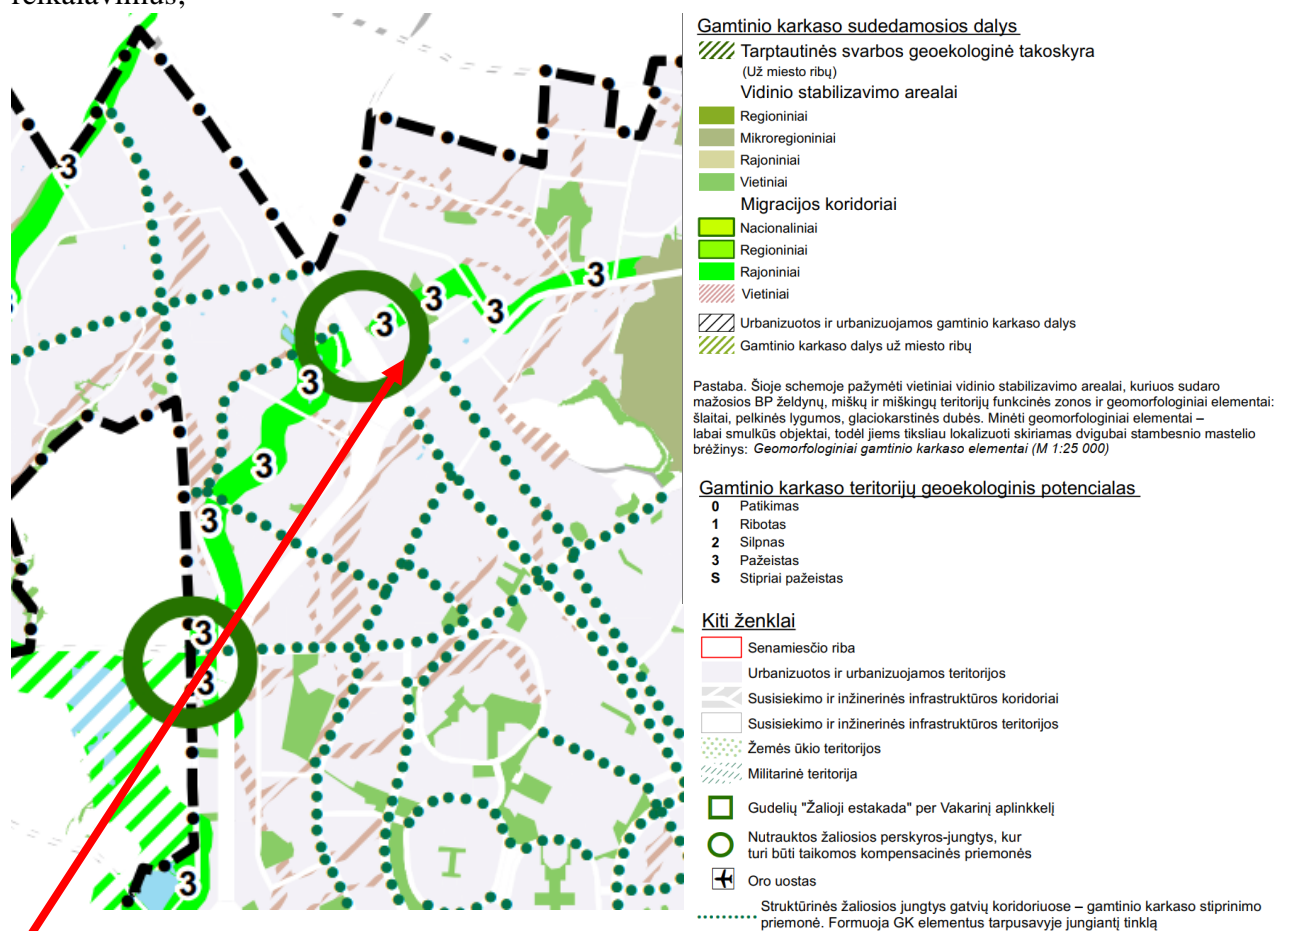 reikalavimus;
Gamtinio karkaso sudedamosios dalys
Tarptautinės svarbos geoekologinė takoskyra
(Už miesto ribų)
Vidinio stabilizavimo arealai
Regioniniai
Mikroregioniniai
Rajoniniai
Vietiniai
Migracijos koridoriai
Nacionaliniai
Regioniniai
Rajoniniai
Vietiniai
Urbanizuotos ir urbanizuojamos gamtinio karkaso dalys
Gamtinio karkaso dalys už miesto ribų
Pastaba. Šioje schemoje pažymėti vietiniai vidinio stabilizavimo arealai, kuriuos sudaro
mažosios BP želdynų, miškų ir miškingų teritorijų funkcinės zonos ir geomorfologiniai elementai:
šlaitai, pelkinės lygumos, glaciokarstinės dubės. Minėti geomorfologiniai elementai –
labai smulkūs objektai, todėl jiems tiksliau lokalizuoti skiriamas dvigubai stambesnio mastelio
brėžinys: Geomorfologiniai gamtinio karkaso elementai (M 1:25 000)
Gamtinio karkaso teritorijų geoekologinis potencialas
0 Patikimas
1 Ribotas
2 Silpnas
3 Pažeistas
S Stipriai pažeistas
Kiti ženklai
Senamiesčio riba
Urbanizuotos ir urbanizuojamos teritorijos
Susisiekimo ir inžinerinės infrastruktūros koridoriai
Susisiekimo ir inžinerinės infrastruktūros teritorijos
Žemės ūkio teritorijos
Militarinė teritorija
Gudelių "Žalioji estakada" per Vakarinį aplinkkelį
Nutrauktos žaliosios perskyros-jungtys, kur
turi būti taikomos kompensacinės priemonės
Oro uostas
Struktūrinės žaliosios jungtys gatvių koridoriuose – gamtinio karkaso stiprinimo
priemonė. Formuoja GK elementus tarpusavyje jungiantį tinklą
3
3
3
3
3
3
3
3
3
3
3